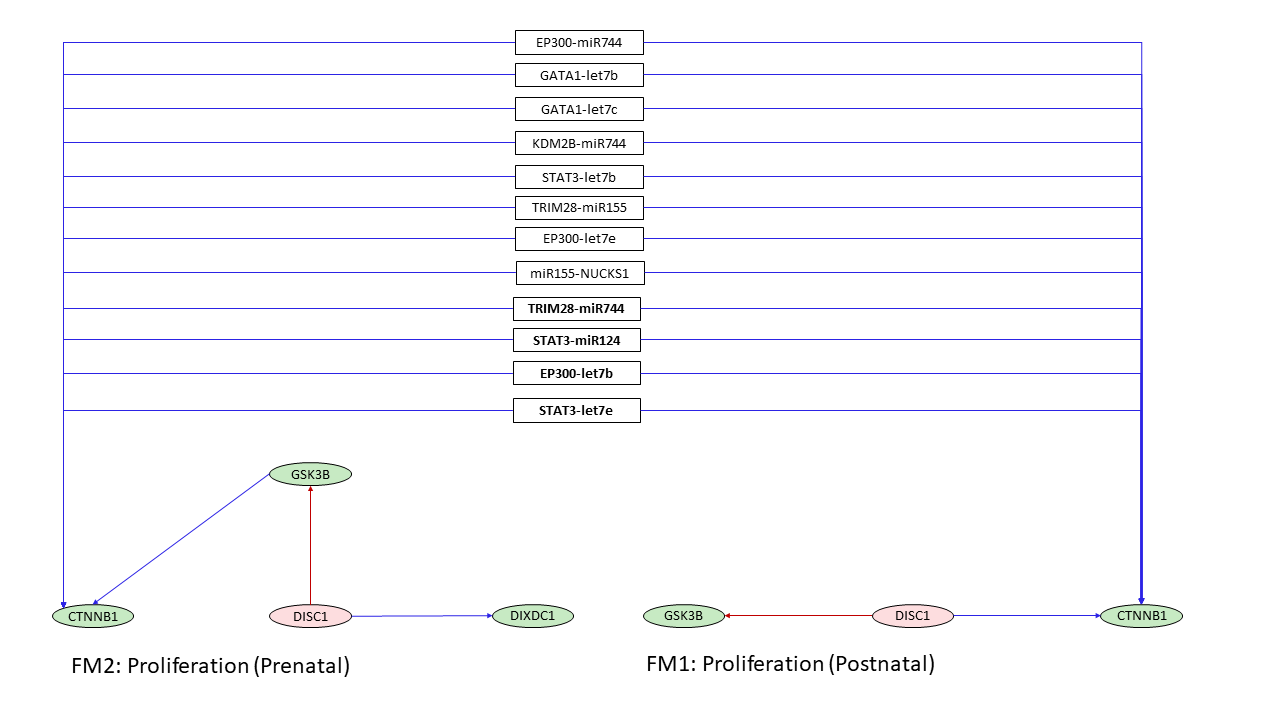 EP300-miR744
GATA1-let7b
GATA1-let7c
KDM2B-miR744
STAT3-let7b
TRIM28-miR155
EP300-let7e
miR155-NUCKS1
TRIM28-miR744
STAT3-miR124
EP300-let7b
STAT3-let7e
GSK3B
CTNNB1
DISC1
DIXDC1
GSK3B
DISC1
CTNNB1
FM2: Proliferation (Prenatal)
FM1: Proliferation (Postnatal)